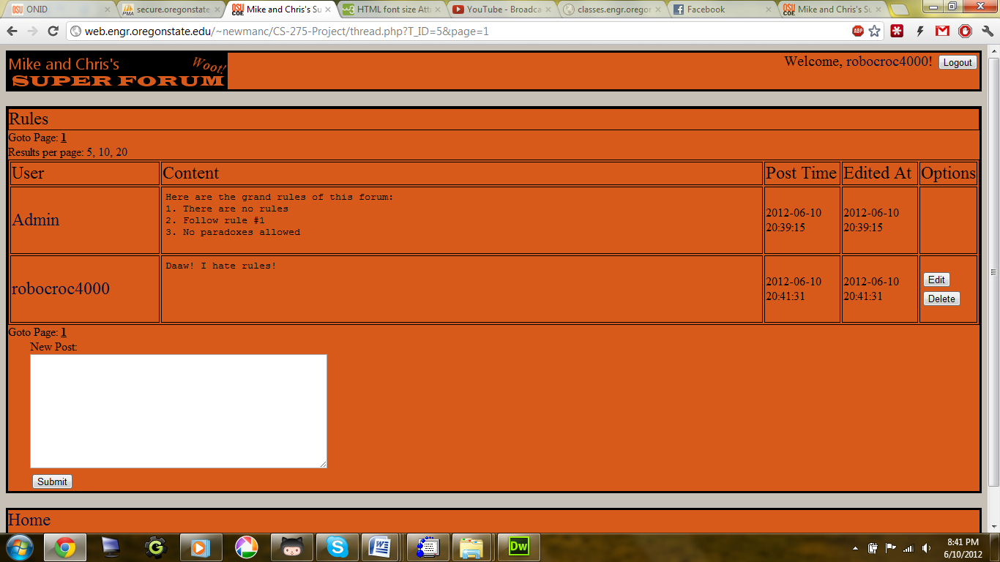 ONID
secure.oregonstate.
Mike and Chris's Su
HTML font size Attr
YouTube - Broadca
classes.engr.oregor
Facebook
Mike and Chris's Su
web.engr.oregonstate.edu/~newmanc/CS-275-Project/thread.php?T_ID=5&page=1
ABP
Mike and Chris's Woot!
SUPER FORUM
Welcome, robocroc4000! Logout
Rules
Goto Page: 1
Results per page: 5, 10, 20
User Content Post Time Edited At Options
Admin
Here are the grand rules of this forum:
1. There are no rules
2. Follow rule #1
3. No paradoxes allowed
2012-06-10
20:39:15
2012-06-10
20:39:15
robocroc4000
Daaw! I hate rules!
2012-06-10
20:41:31
2012-06-10
20:41:31
Edit
Delete
Goto Page: 1
New Post:
Submit
Home
Dw
8:41 PM
6/10/2012